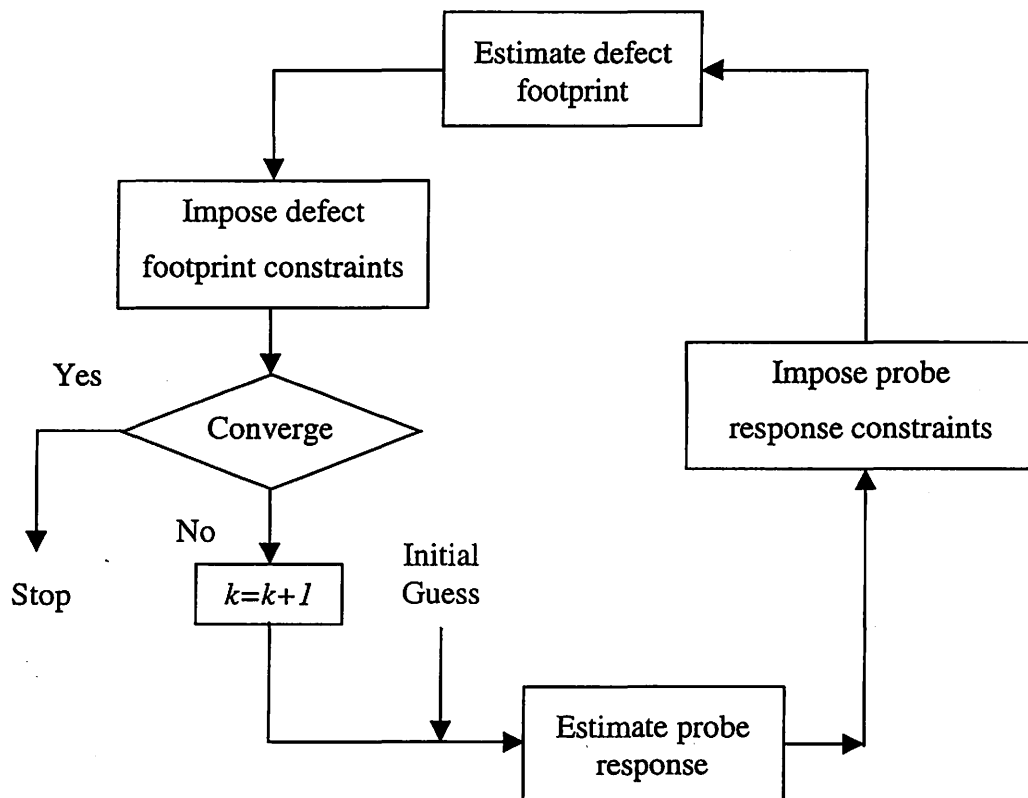 Estimate defect
footprint
Impose defect
footprint constraints
Impose probe
response constraints
Yes
Converge
No
Initial
Guess
Stop
k=k+1
Estimate probe
response